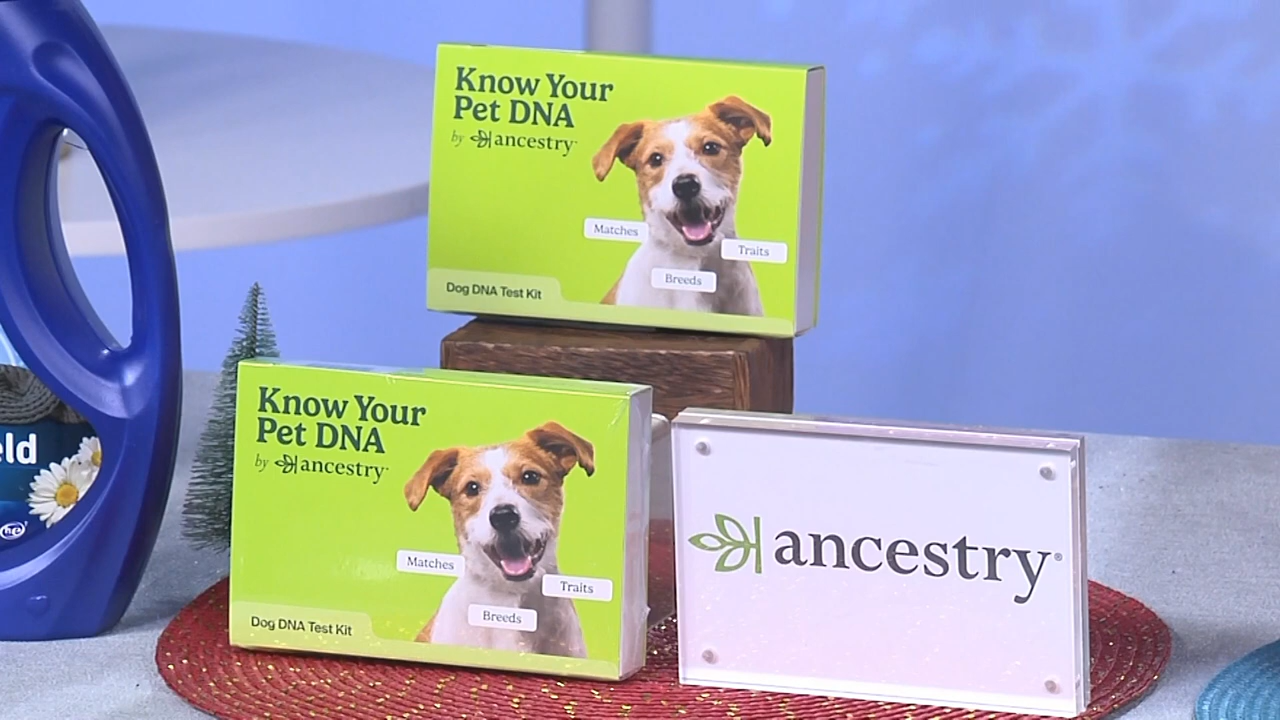 Know Your
Pet DNA
by ancestry
Matches
Traits
Breeds
Dog DNA Test Kit
Know Your
Pet DNA
by ancestry
Matches
Traits
Breeds
Dog DNA Test Kit
ancestry®
eld
he